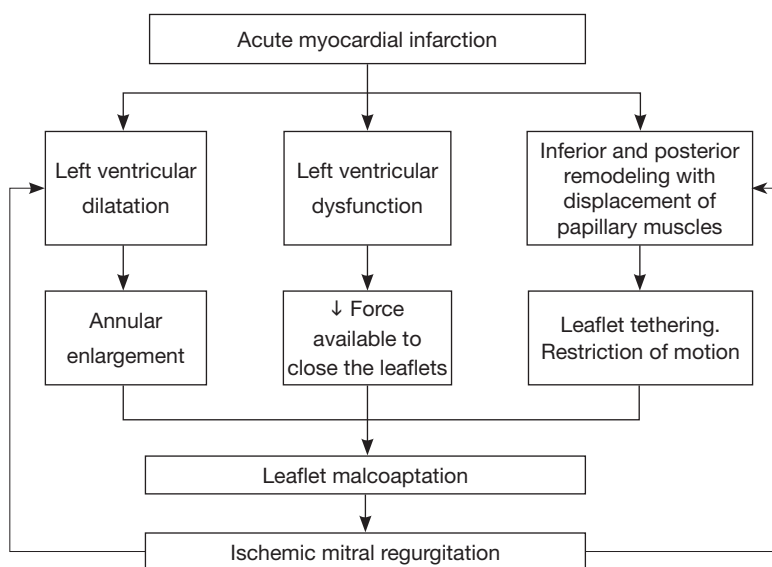 Acute myocardial infarction
Left ventricular
dilatation
Left ventricular
dysfunction
Inferior and posterior
remodeling with
displacement of
papillary muscles
Annular
enlargement
↓ Force
available to
close the leaflets
Leaflet tethering.
Restriction of motion
Leaflet malcoaptation
Ischemic mitral regurgitation